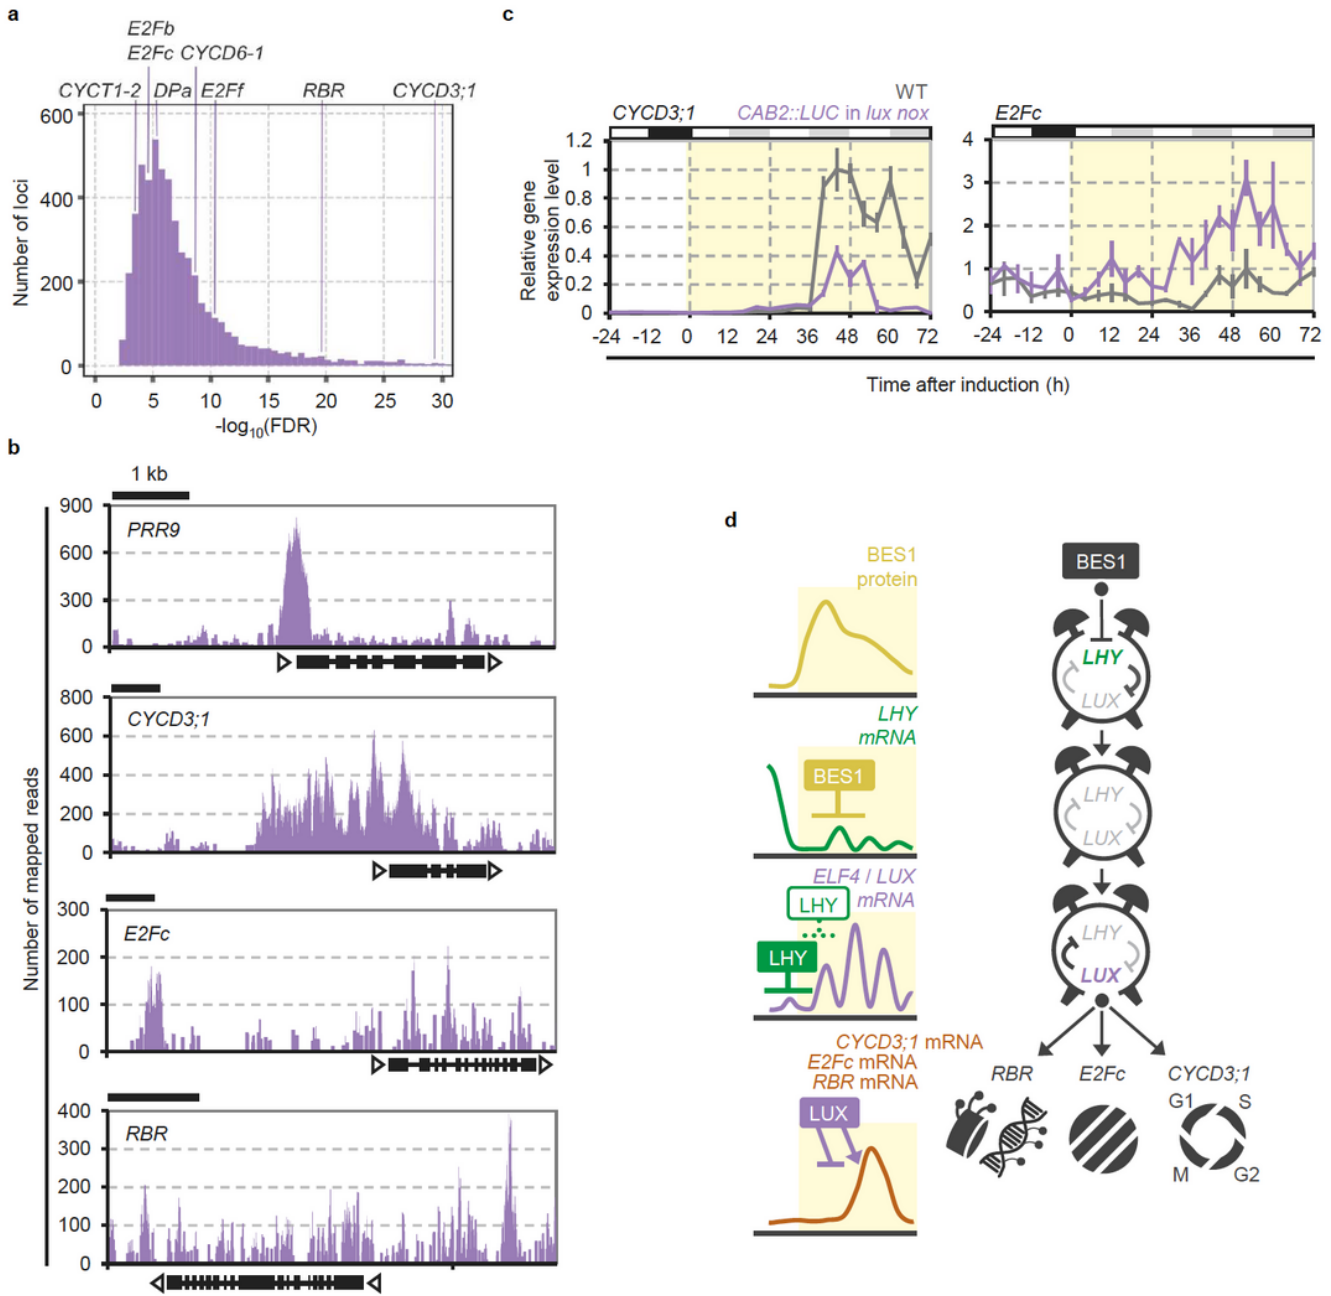 a
E2Fb
E2Fc CYCD6-1
CYCT1-2 DPa E2Ff RBR CYCD3;1
600
400
200
0
Number of loci
0 5 10 15 20 25 30
-log10(FDR)
b
1 kb
900
600
300
0
PRR9
800
600
400
200
0
CYCD3;1
300
200
100
0
E2Fc
400
300
200
100
0
RBR
Number of mapped reads
c
WT
CYCD3;1 CAB2::LUC in lux nox
1.2
1
0.8
0.6
0.4
0.2
0
Relative gene
expression level
-24 -12 0 12 24 36 48 60 72
E2Fc
4
3
2
1
0
-24 -12 0 12 24 36 48 60 72
Time after induction (h)
d
BES1
protein
LHY
mRNA
BES1
ELF4 / LUX
mRNA
LHY
LHY
CYCD3;1 mRNA
E2Fc mRNA
RBR mRNA
LUX
BES1
LHY
LUX
LHY
LUX
LHY
LUX
RBR E2Fc CYCD3;1
G1 S
M G2